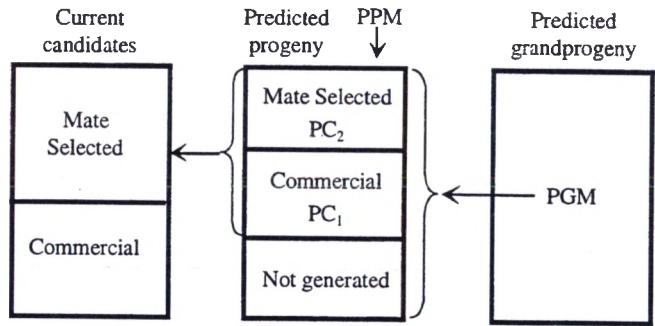 Current
candidates
Predicted
progeny
PPM
Predicted
grandprogeny
Mate
Selected
Commercial
Mate Selected
PC₂
Commercial
PC₁
Not generated
PGM